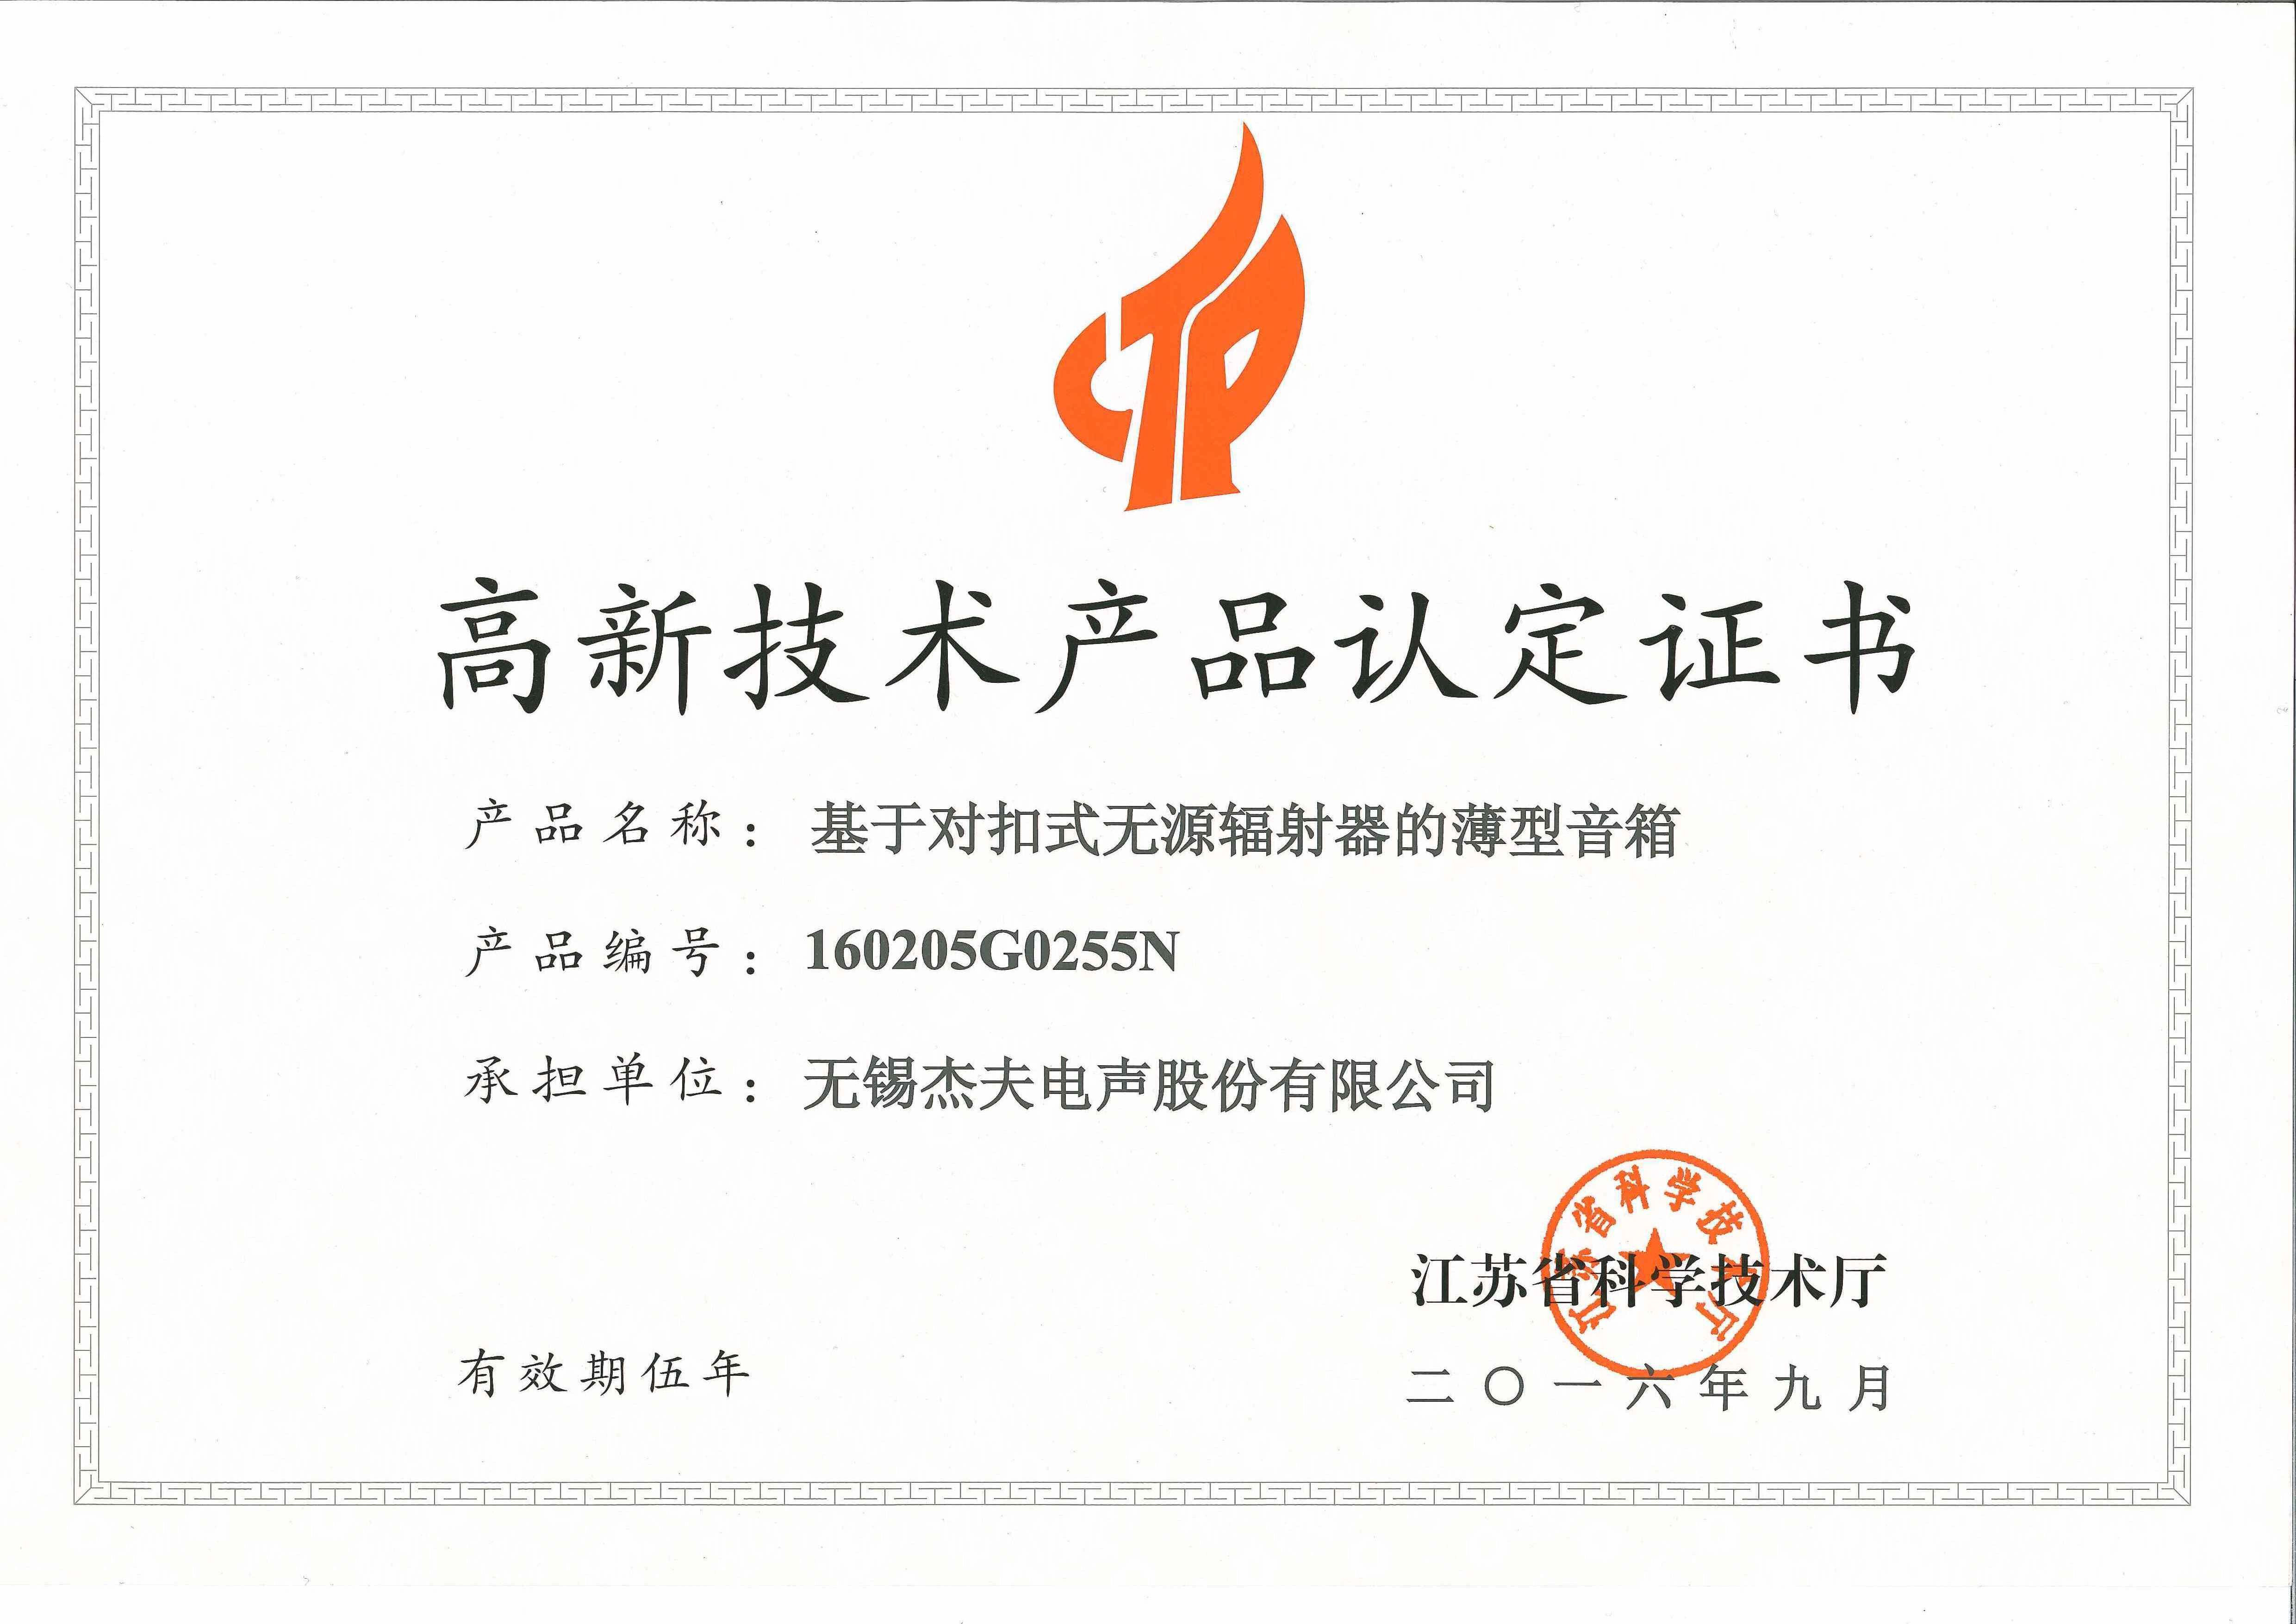 高新技术产品认定证书
产品名称：基于对扣式无源辐射器的薄型音箱
产品编号：160205G0255N
承担单位：无锡杰夫电声股份有限公司
江苏省科学技术厅
江苏省科学技术厅
有效期伍年
二〇一六年九月